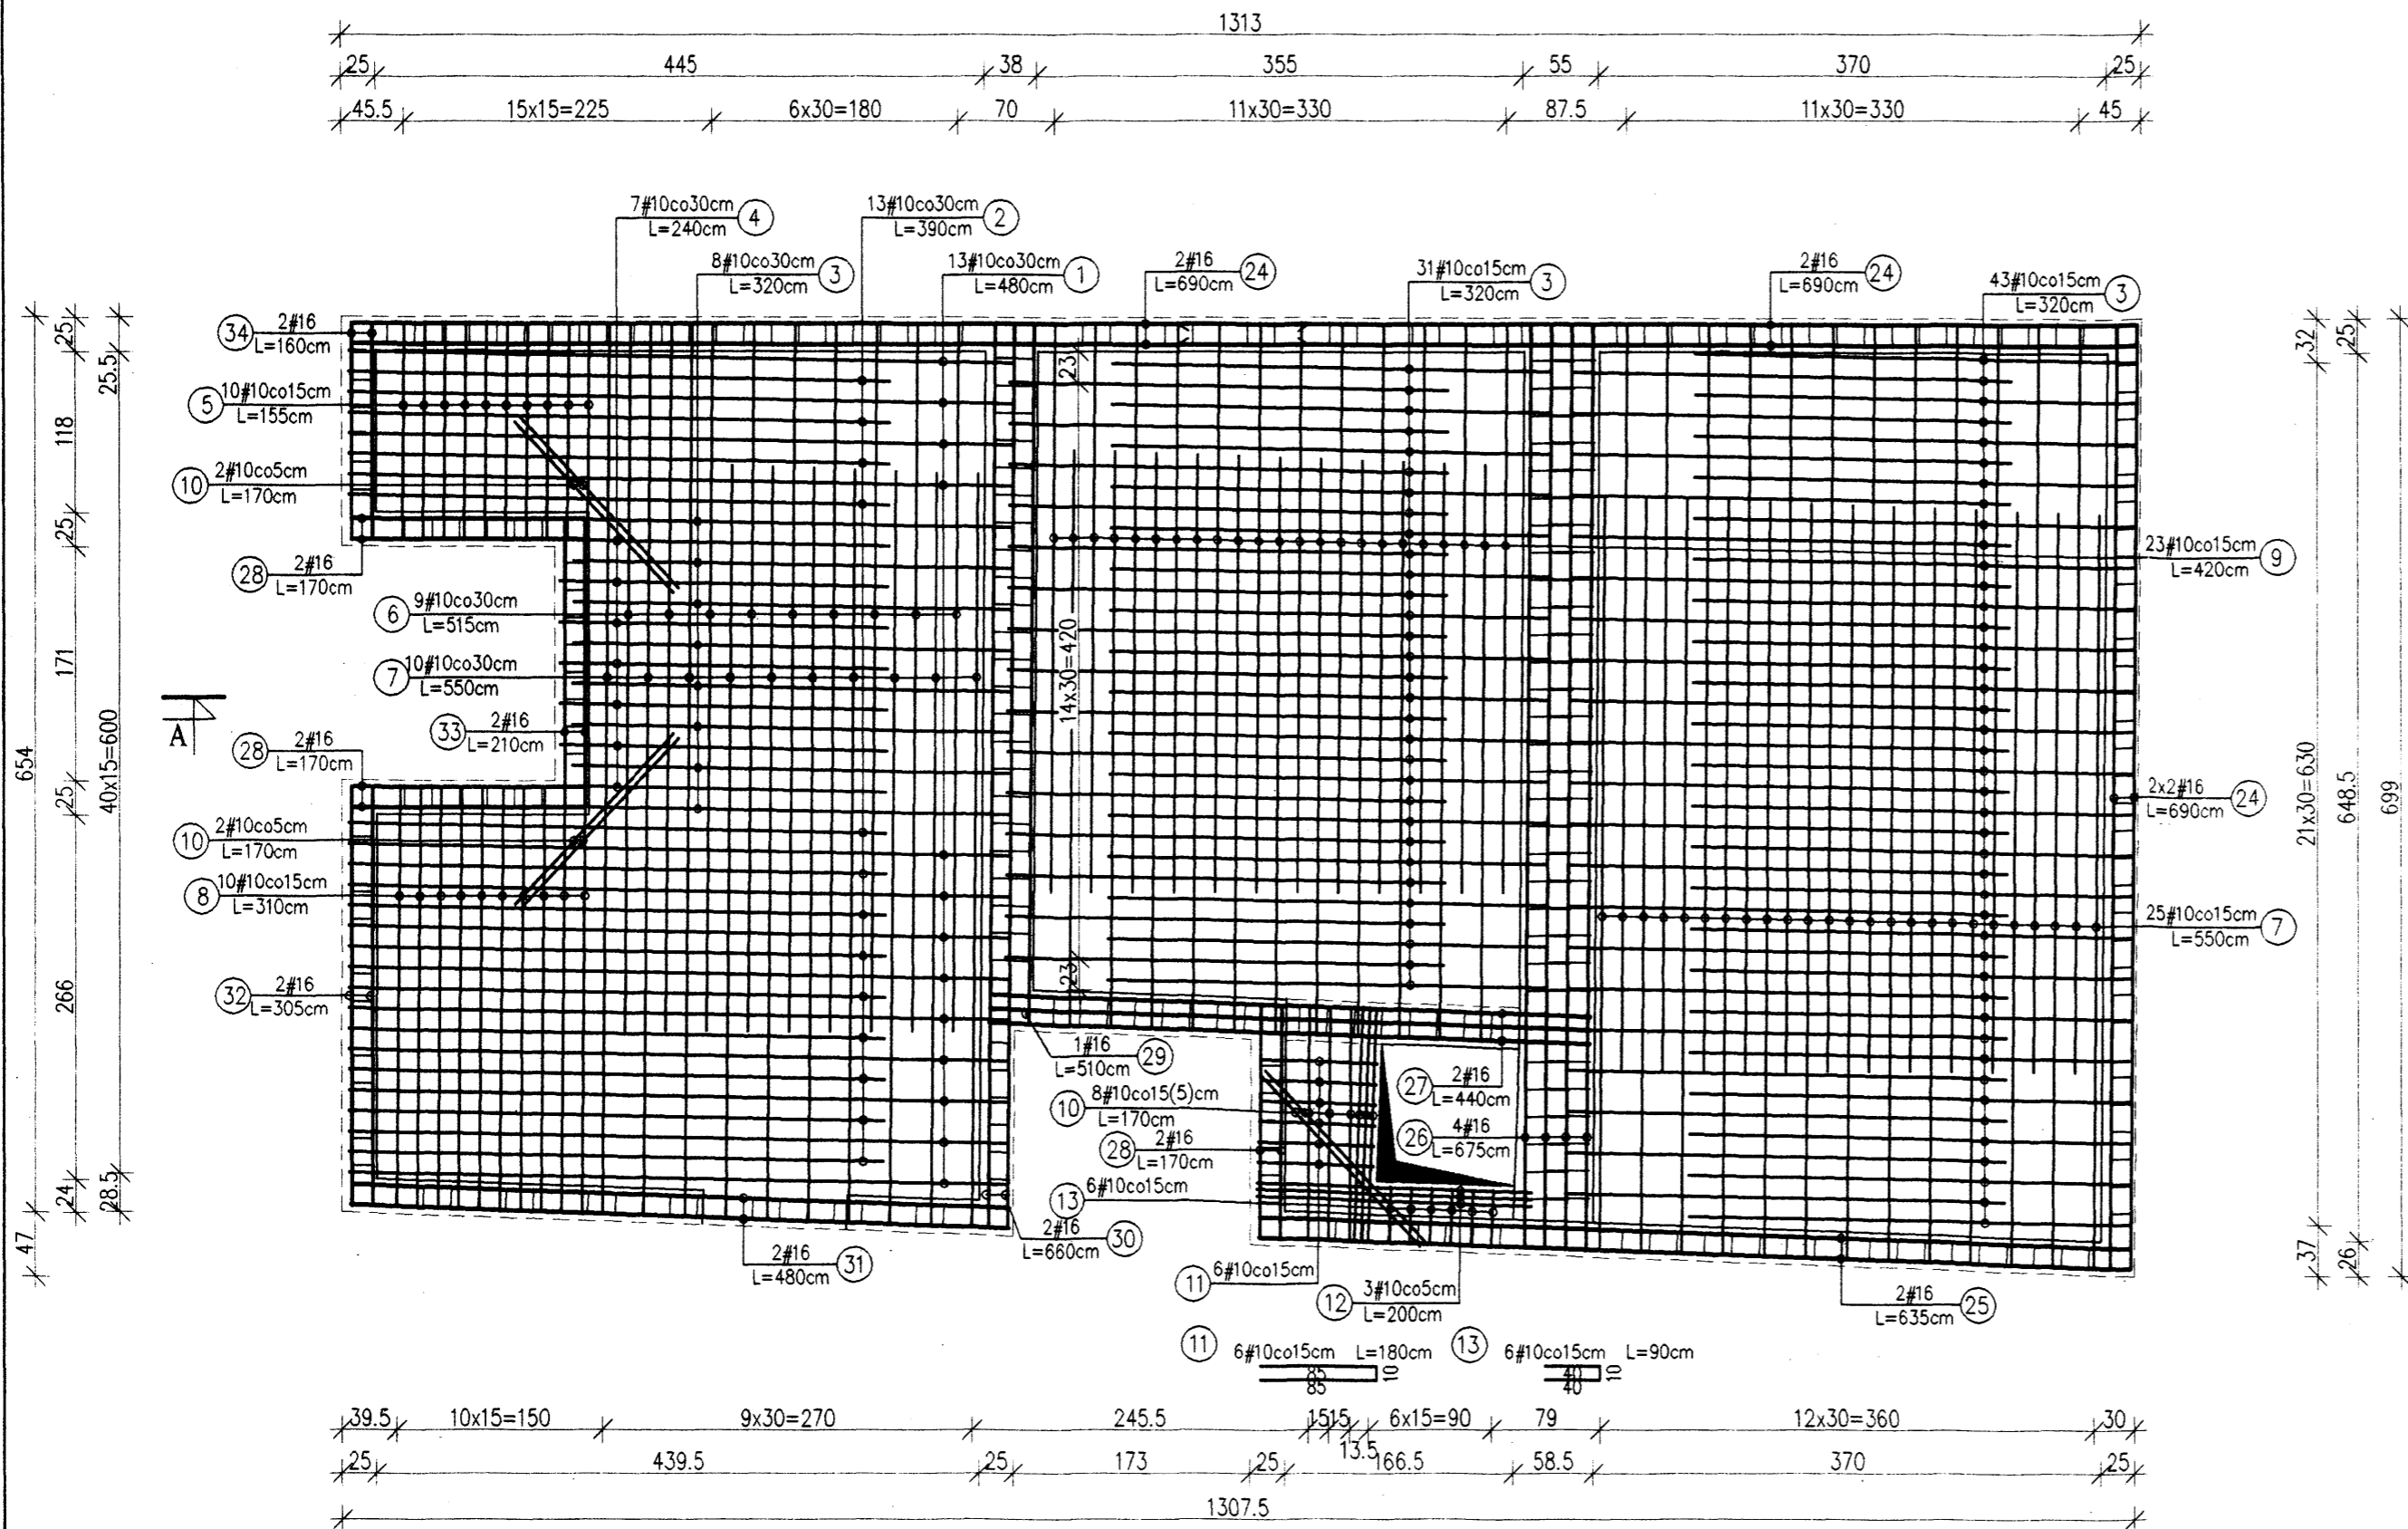 1313
25 445 38 355 55 370 25
45.5 15x15=225 6x30=180 70 11x30=330 87.5 11x30=330 45
7#10co30cm 4
L=240cm
13#10co30cm 2
L=390cm
8#10co30cm 3
L=320cm
13#10co30cm 1
L=480cm
2#16 24
L=690cm
31#10co15cm 3
L=320cm
2#16 24
L=690cm
43#10co15cm 3
L=320cm
34 2#16
L=160cm
5 10#10co15cm
L=155cm
10 2#10co5cm
L=170cm
28 2#16
L=170cm
6 9#10co30cm
L=515cm
7 10#10co30cm
L=550cm
33 2#16
L=210cm
28 2#16
L=170cm
10 2#10co5cm
L=170cm
8 10#10co15cm
L=310cm
32 2#16
L=305cm
A
654
47
25
118
25
171
25
266
24
25.5
40x15=600
28.5
23
14x30=420
23
23#10co15cm 9
L=420cm
2x2#16 24
L=690cm
25#10co15cm 7
L=550cm
32
21x30=630
37
25
648.5
26
699
1#16 29
L=510cm
10 8#10co15(5)cm
L=170cm
28 2#16
L=170cm
13 6#10co15cm
27 2#16
L=440cm
26 4#16
L=675cm
2#16 30
L=660cm
2#16 31
L=480cm
11 6#10co15cm
12 3#10co5cm
L=200cm
2#16 25
L=635cm
11 6#10co15cm L=180cm
85
85
10
13 6#10co15cm L=90cm
40
40
10
39.5 10x15=150 9x30=270 245.5 15 15 13.5 6x15=90 79 12x30=360 30
25 439.5 25 173 25 166.5 58.5 370 25
1307.5